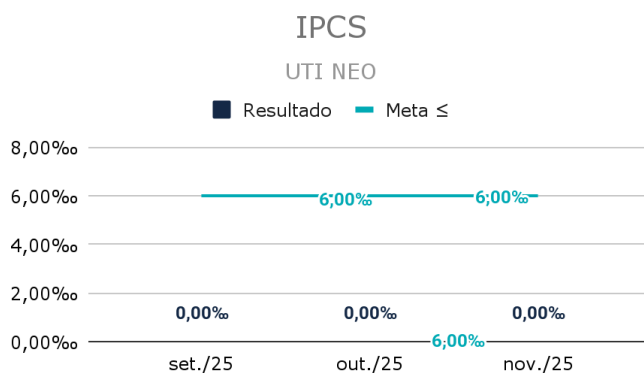 IPCS
UTI NEO
Resultado Meta ≤
8,00‰
6,00‰
6,00‰ 6,00‰
4,00‰
2,00‰
0,00‰ 0,00‰ 0,00‰
0,00‰
6,00‰
set./25 out./25 nov./25